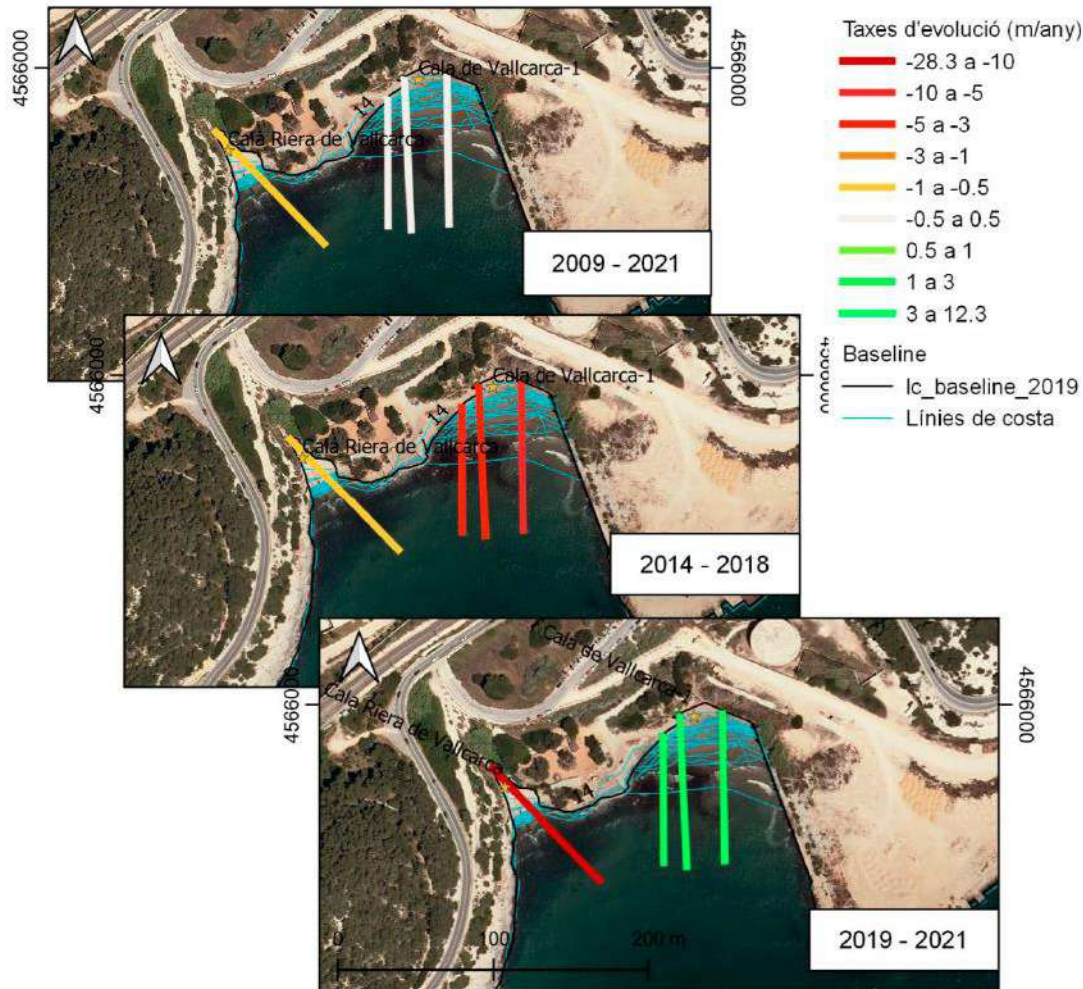 4566000
4566000
Cala de Vallcarca-1
14
Cala Riera de Vallcarca
2009 - 2021
4566000
Cala de Vallcarca-1
14
Cala Riera de Vallcarca
2014 - 2018
4566000
4566000
Cala de Vallcarca-1
Cala Riera de Vallcarca
14
0 100 200 m
2019 - 2021
Taxes d'evolució (m/any)
-28.3 a -10
-10 a -5
-5 a -3
-3 a -1
-1 a -0.5
-0.5 a 0.5
0.5 a 1
1 a 3
3 a 12.3
Baseline
lc_baseline_2019
Línies de costa